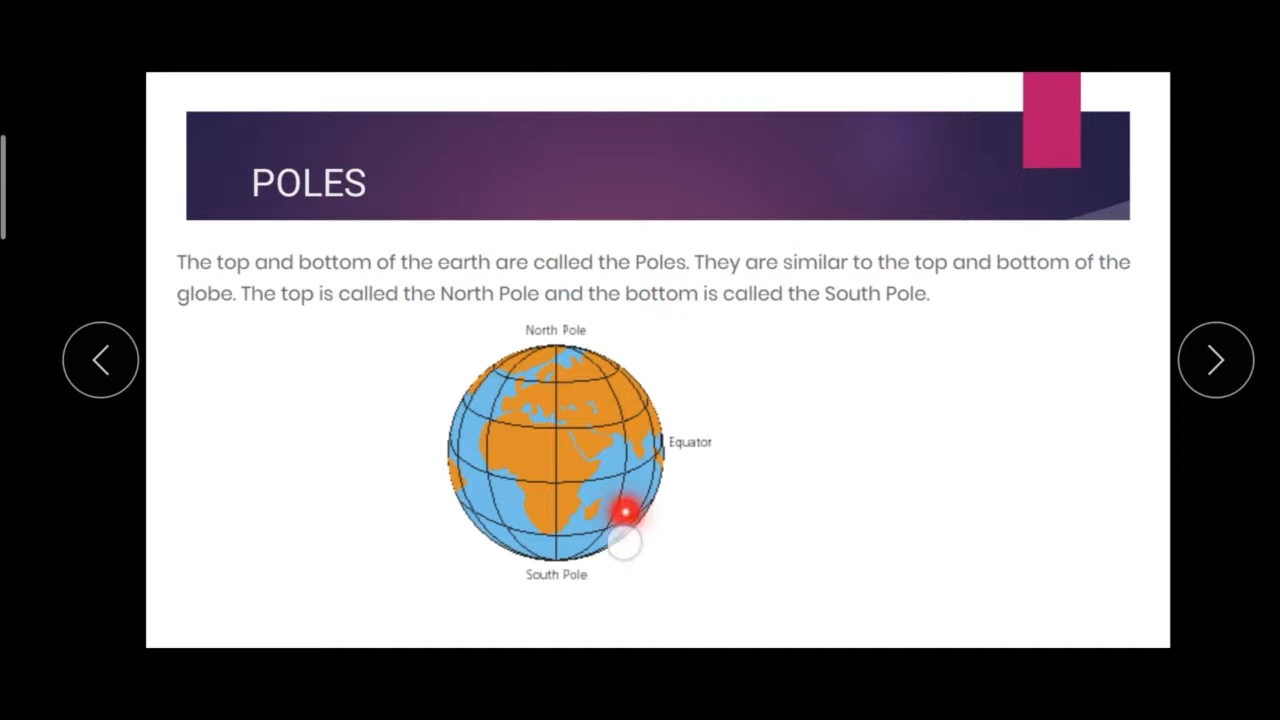 POLES
The top and bottom of the earth are called the Poles. They are similar to the top and bottom of the
globe. The top is called the North Pole and the bottom is called the South Pole.
North Pole
Equator
South Pole